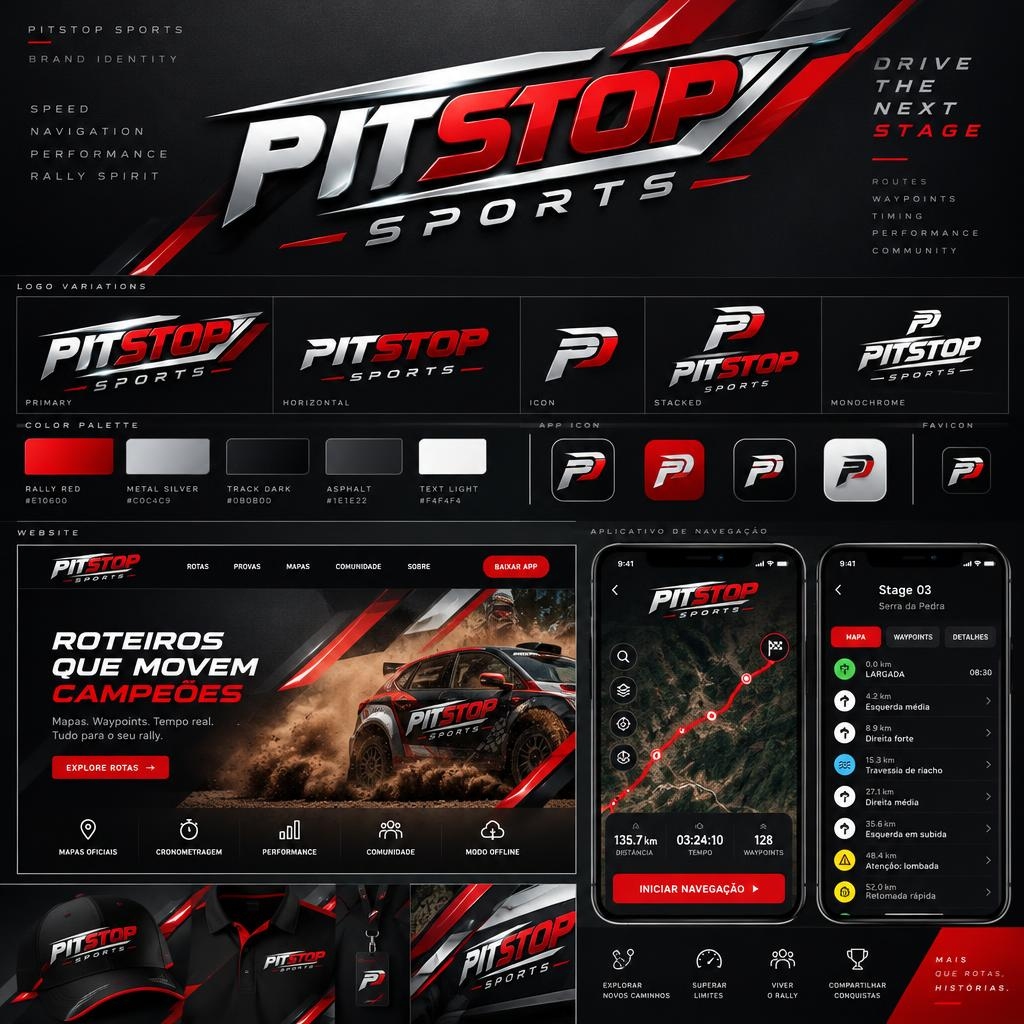 PITSTOP SPORTS
BRAND IDENTITY
SPEED
NAVIGATION
PERFORMANCE
RALLY SPIRIT
PITSTOP
SPORTS
DRIVE
THE
NEXT
STAGE
ROUTES
WAYPOINTS
TIMING
PERFORMANCE
COMMUNITY
LOGO VARIATIONS
PITSTOP
SPORTS
PRIMARY
PITSTOP
SPORTS
HORIZONTAL
P
ICON
P
PITSTOP
SPORTS
STACKED
P
PITSTOP
SPORTS
MONOCHROME
COLOR PALETTE
RALLY RED
#E10600
METAL SILVER
#C0C4C9
TRACK DARK
#0B0B0D
ASPHALT
#1E1E22
TEXT LIGHT
#F4F4F4
APP ICON
FAVICON
WEBSITE
PITSTOP
SPORTS
ROTAS
PROVAS
MAPAS
COMUNIDADE
SOBRE
BAIXAR APP
ROTEIROS
QUE MOVEM
CAMPEÕES
Mapas. Waypoints. Tempo real.
Tudo para o seu rally.
EXPLORE ROTAS →
PITSTOP
SPORTS
MAPAS OFICIAIS
CRONOMETRAGEM
PERFORMANCE
COMUNIDADE
MODO OFFLINE
APLICATIVO DE NAVEGAÇÃO
9:41
PITSTOP
SPORTS
135.7 km
DISTÂNCIA
03:24:10
TEMPO
128
WAYPOINTS
INICIAR NAVEGAÇÃO
9:41
Stage 03
Serra da Pedra
MAPA
WAYPOINTS
DETALHES
0.0 km
LARGADA
08:30
4.2 km
Esquerda média
8.9 km
Direita forte
15.3 km
Travessia de riacho
27.1 km
Direita média
35.6 km
Esquerda em subida
48.4 km
Atenção: lombada
52.0 km
Retomada rápida
PITSTOP
SPORTS
PITSTOP
SPORTS
PITSTOP
SPORTS
EXPLORAR
NOVOS CAMINHOS
SUPERAR
LIMITES
VIVER
O RALLY
COMPARTILHAR
CONQUISTAS
MAIS
QUE ROTAS,
HISTÓRIAS.